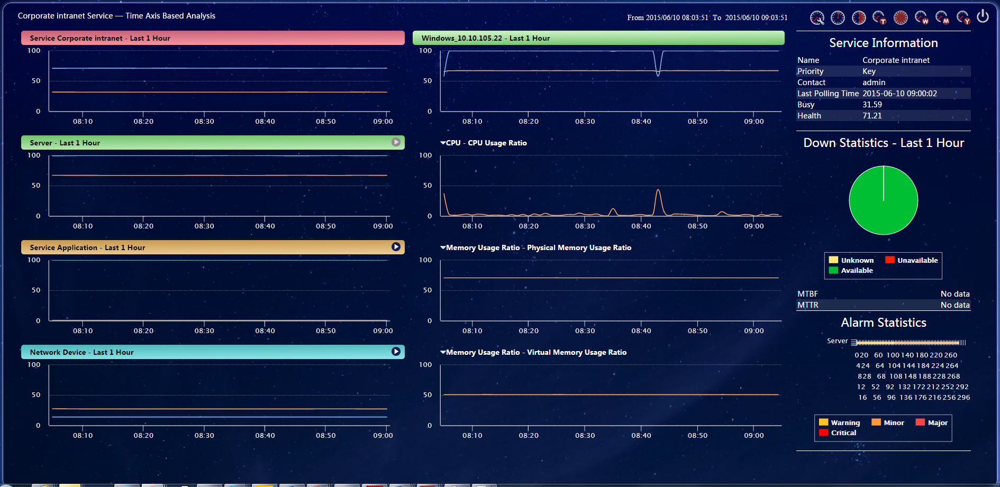 Corporate intranet Service — Time Axis Based Analysis
From 2015/06/10 08:03:51 To 2015/06/10 09:03:51
T W M Y
Service Corporate intranet - Last 1 Hour
100
50
0
08:10 08:20 08:30 08:40 08:50 09:00
Server - Last 1 Hour
100
50
0
08:10 08:20 08:30 08:40 08:50 09:00
Service Application - Last 1 Hour
100
50
0
08:10 08:20 08:30 08:40 08:50 09:00
Network Device - Last 1 Hour
100
50
0
08:10 08:20 08:30 08:40 08:50 09:00
Windows_10.10.105.22 - Last 1 Hour
100
50
0
08:10 08:20 08:30 08:40 08:50 09:00
CPU - CPU Usage Ratio
100
50
0
08:10 08:20 08:30 08:40 08:50 09:00
Memory Usage Ratio - Physical Memory Usage Ratio
100
50
0
08:10 08:20 08:30 08:40 08:50 09:00
Memory Usage Ratio - Virtual Memory Usage Ratio
100
50
0
08:10 08:20 08:30 08:40 08:50 09:00
Service Information
Name Corporate intranet
Priority Key
Contact admin
Last Polling Time 2015-06-10 09:00:02
Busy 31.59
Health 71.21
Down Statistics - Last 1 Hour
Unknown Unavailable
Available
MTBF No data
MTTR No data
Alarm Statistics
Server
0 20 60 100 140 180 220 260
4 24 64 104 144 184 224 264
8 28 68 108 148 188 228 268
12 52 92 132 172 212 252 292
16 56 96 136 176 216 256 296
Warning Minor Major
Critical